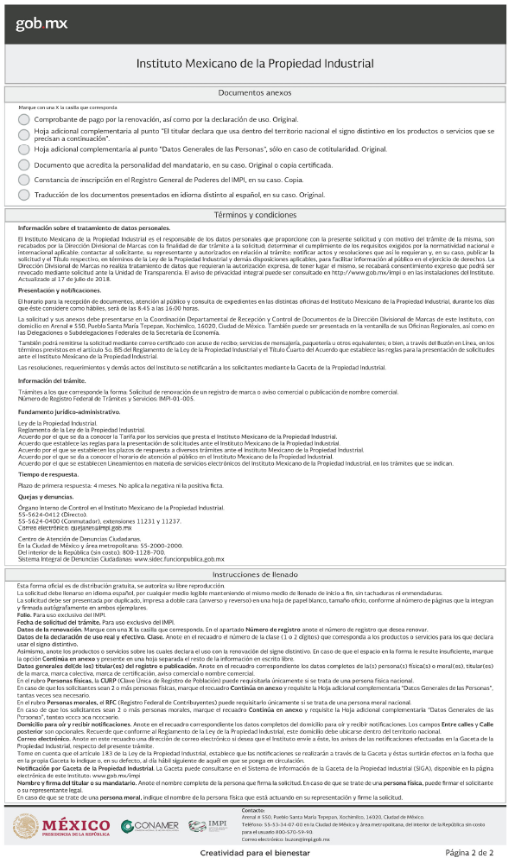 gob mx
Instituto Mexicano de la Propiedad Industrial
Documentos anexos
Marque con una X la casilla que corresponda
Comprobante de pago por la renovación, así como por la declaración de uso. Original.
Hoja adicional complementaria al punto "El titular declara que usa dentro del territorio nacional el signo distintivo en los productos o servicios que se
precisan a continuación".
Hoja adicional complementaria al punto "Datos Generales de las Personas", sólo en caso de cotitularidad. Original.
Documento que acredita la personalidad del mandatario, en su caso. Original o copia certificada.
Constancia de inscripción en el Registro General de Poderes del IMPI, en su caso. Copia.
Traducción de los documentos presentados en idioma distinto al español, en su caso. Original.
Términos y condiciones
Información sobre el tratamiento de datos personales.
El Instituto Mexicano de la Propiedad Industrial es el responsable de los datos personales que proporcione con la presente solicitud y con motivo del trámite de la misma, son
recabados por la Dirección Divisional de Marcas con la finalidad de dar trámite a la solicitud; determinar el cumplimiento de los requisitos exigidos por la normatividad nacional o
internacional aplicable; contactar al solicitante, su representante y autorizados en relación al trámite; notificar actos y resoluciones que así le requieran y, en su caso, publicar la
solicitud y el Título respectivo, en términos de la Ley de la Propiedad Industrial y demás disposiciones aplicables, para facilitar información al público en el ejercicio de derechos. La
Dirección Divisional de Marcas no realiza tratamiento de datos que requieran la autorización expresa, de tener lugar el mismo, se recabará consentimiento expreso que podrá ser
revocado mediante solicitud ante la Unidad de Transparencia. El aviso de privacidad integral puede ser consultado en http://www.gob.mx/impi o en las instalaciones del Instituto.
Actualizada al 17 de julio de 2018.
Presentación y notificaciones.
El horario para la recepción de documentos, atención al público y consulta de expedientes en las distintas oficinas del Instituto Mexicano de la Propiedad Industrial, durante los días
que éste considere como hábiles, será de las 8:45 a las 16:00 horas.
La solicitud y sus anexos debe presentarse en la Coordinación Departamental de Recepción y Control de Documentos de la Dirección Divisional de Marcas de este Instituto, con
domicilio en Arenal # 550, Pueblo Santa María Tepepan, Xochimilco, 16020, Ciudad de México. También puede ser presentada en la ventanilla de sus Oficinas Regionales, así como en
las Delegaciones o Subdelegaciones Federales de la Secretaría de Economía.
También podrá remitirse la solicitud mediante correo certificado con acuse de recibo; servicios de mensajería, paquetería u otros equivalentes; o bien, a través del Buzón en Línea, en los
términos previstos en el artículo 5o. BIS del Reglamento de la Ley de la Propiedad Industrial y el Título Cuarto del Acuerdo que establece las reglas para la presentación de solicitudes
ante el Instituto Mexicano de la Propiedad Industrial.
Las resoluciones, requerimientos y demás actos del Instituto se notificarán a los solicitantes mediante la Gaceta de la Propiedad Industrial.
Información del trámite.
Trámites a los que corresponde la forma: Solicitud de renovación de un registro de marca o aviso comercial o publicación de nombre comercial.
Número de Registro Federal de Trámites y Servicios: IMPI-01-005.
Fundamento jurídico-administrativo.
Ley de la Propiedad Industrial.
Reglamento de la Ley de la Propiedad Industrial.
Acuerdo por el que se da a conocer la Tarifa por los servicios que presta el Instituto Mexicano de la Propiedad Industrial.
Acuerdo que establece las reglas para la presentación de solicitudes ante el Instituto Mexicano de la Propiedad Industrial.
Acuerdo por el que se establecen los plazos de respuesta a diversos trámites ante el Instituto Mexicano de la Propiedad Industrial.
Acuerdo por el que se da a conocer el horario de atención al público en el Instituto Mexicano de la Propiedad Industrial.
Acuerdo por el que se establecen Lineamientos en materia de servicios electrónicos del Instituto Mexicano de la Propiedad Industrial, en los trámites que se indican.
Tiempo de respuesta.
Plazo de primera respuesta: 4 meses. No aplica la negativa ni la positiva ficta.
Quejas y denuncias.
Órgano Interno de Control en el Instituto Mexicano de la Propiedad Industrial.
55-5624-0412 (Directo).
55-5624-0400 (Conmutador), extensiones 11231 y 11237.
Correo electrónico: quejanet@impi.gob.mx
Centro de Atención de Denuncias Ciudadanas.
En la Ciudad de México y área metropolitana: 55-2000-2000.
Del interior de la República (sin costo): 800-1128-700.
Sistema Integral de Denuncias Ciudadanas: www.sidec.funcionpublica.gob.mx
Instrucciones de llenado
Esta forma oficial es de distribución gratuita, se autoriza su libre reproducción.
La solicitud debe llenarse en idioma español, por cualquier medio legible manteniendo el mismo medio de llenado de inicio a fin, sin tachaduras ni enmendaduras.
La solicitud debe ser presentada por duplicado, impresa a doble cara (anverso y reverso) en una hoja de papel blanco, tamaño oficio, conforme al número de páginas que la integran
y firmada autógrafamente en ambos ejemplares.
Folio. Para uso exclusivo del IMPI.
Fecha de solicitud del trámite. Para uso exclusivo del IMPI.
Datos de la renovación. Marque con una X la casilla que corresponda. En el apartado Número de registro anote el número de registro que desea renovar.
Datos de la declaración de uso real y efectivo. Clase. Anote en el recuadro el número de la clase (1 o 2 dígitos) que corresponda a los productos o servicios para los que declara
usar el signo distintivo.
Asimismo, anote los productos o servicios sobre los cuales declara el uso con la renovación del signo distintivo. En caso de que el espacio en la forme le resulte insuficiente, marque
la opción Continúa en anexo y presente en una hoja separada el resto de la información en escrito libre.
Datos generales del(de los) titular(es) del registro o publicación. Anote en el recuadro correspondiente los datos completos de la(s) persona(s) física(s) o moral(es), titular(es)
de la marca, marca colectiva, marca de certificación, aviso comercial o nombre comercial.
En el rubro Personas físicas, la CURP (Clave Única de Registro de Población) puede requisitarla únicamente si se trata de una persona física nacional.
En caso de que los solicitantes sean 2 o más personas físicas, marque el recuadro Continúa en anexo y requisite la Hoja adicional complementaria "Datos Generales de las Personas",
tantas veces sea necesario.
En el rubro Personas morales, el RFC (Registro Federal de Contribuyentes) puede requisitarlo únicamente si se trata de una persona moral nacional.
En caso de que los solicitantes sean 2 o más personas morales, marque el recuadro Continúa en anexo y requisite la Hoja adicional complementaria "Datos Generales de las
Personas", tantas veces sea necesario.
Domicilio para oír y recibir notificaciones. Anote en el recuadro correspondiente los datos completos del domicilio para oír y recibir notificaciones. Los campos Entre calles y Calle
posterior son opcionales. Recuerde que conforme al Reglamento de la Ley de la Propiedad Industrial, este domicilio debe ubicarse dentro del territorio nacional.
Correo electrónico. Anote en este recuadro una dirección de correo electrónico si desea que el Instituto envíe a éste, los avisos de las notificaciones efectuadas en la Gaceta de la
Propiedad Industrial, respecto del presente trámite.
Tome en cuenta que el artículo 183 de la Ley de la Propiedad Industrial, establece que las notificaciones se realizarán a través de la Gaceta y éstas surtirán efectos en la fecha que
en la propia Gaceta lo indique o, en su defecto, al día hábil siguiente de aquél en que se ponga en circulación.
Notificación por Gaceta de la Propiedad Industrial. La Gaceta puede consultarse en el Sistema de Información de la Gaceta de la Propiedad Industrial (SIGA), disponible en la página
electrónica de este Instituto: www.gob.mx/impi
Nombre y firma del titular o su mandatario. Anote el nombre completo de la persona que firma la solicitud. En caso de que se trate de una persona física, puede firmar el solicitante
o su representante legal.
En caso de que se trate de una persona moral, indique el nombre de la persona física que está actuando en su representación y firme la solicitud.
MÉXICO
PRESIDENCIA DE LA REPÚBLICA
CONAMER
IMPI
Contacto:
Arenal # 550, Pueblo Santa María Tepepan, Xochimilco, 16020, Ciudad de México.
Teléfono: 55-53-34-07-00 en la Ciudad de México y área metropolitana, del interior de la República sin costo
para el usuario 800-570-59-90.
Correo electrónico: buzon@impi.gob.mx
Creatividad para el bienestar
Página 2 de 2